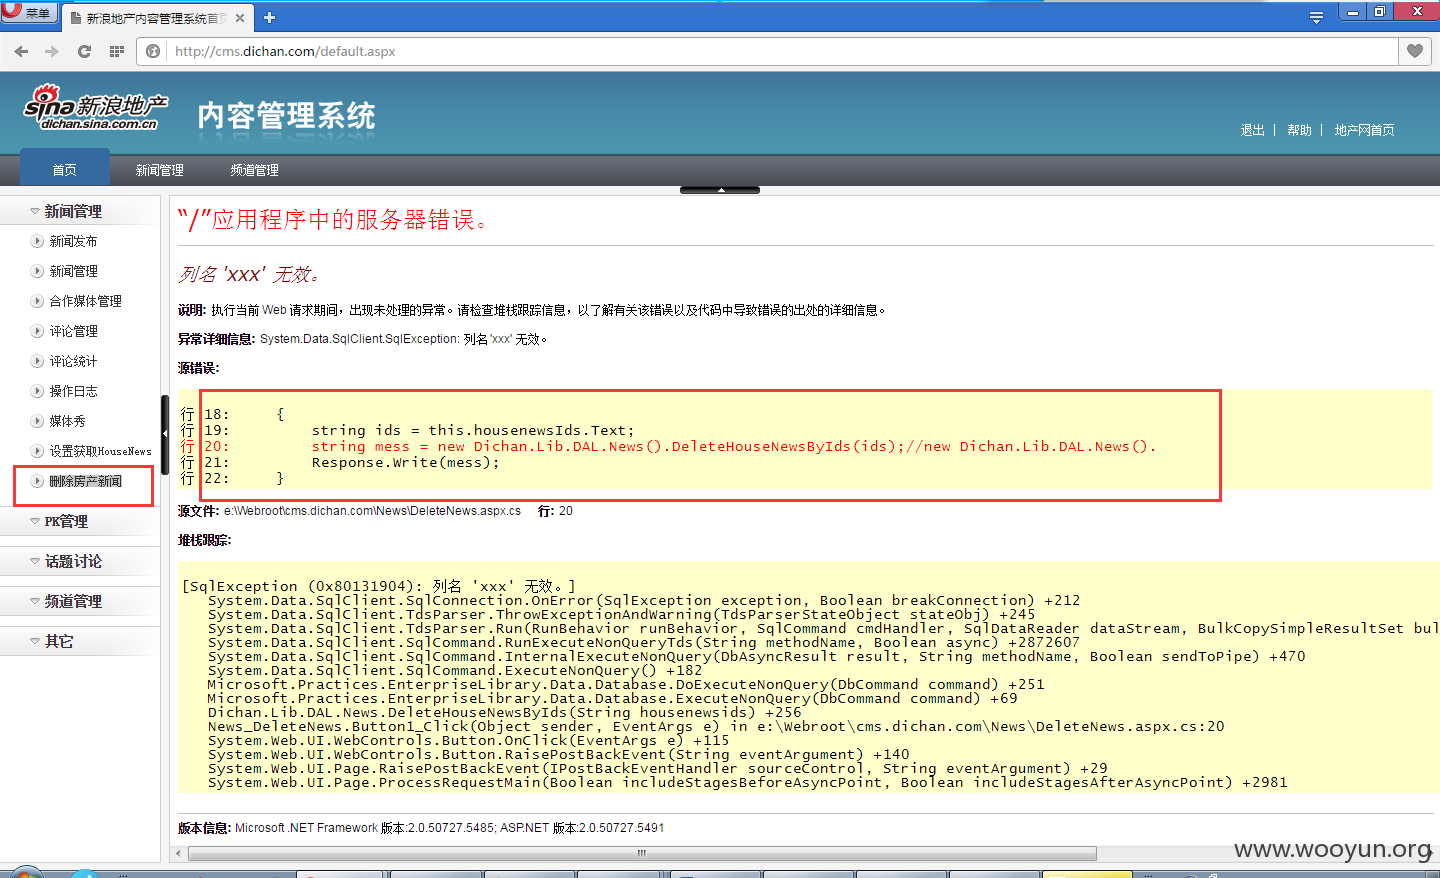 菜单
新浪地产内容管理系统首页
http://cms.dichan.com/default.aspx
sina新浪地产
dichan.sina.com.cn
内容管理系统
退出 | 帮助 | 地产网首页
首页 新闻管理 频道管理
新闻管理
新闻发布
新闻管理
合作媒体管理
评论管理
评论统计
操作日志
媒体秀
设置获取HouseNews
删除房产新闻
PK管理
话题讨论
频道管理
其它
“/”应用程序中的服务器错误。
列名 'xxx' 无效。
说明: 执行当前 Web 请求期间，出现未处理的异常。请检查堆栈跟踪信息，以了解有关该错误以及代码中导致错误的出处的详细信息。
异常详细信息: System.Data.SqlClient.SqlException: 列名 'xxx' 无效。
源错误:
行 18:     {
行 19:         string ids = this.housenewsIds.Text;
行 20:         string mess = new Dichan.Lib.DAL.News().DeleteHouseNewsByIds(ids);//new Dichan.Lib.DAL.News().
行 21:         Response.Write(mess);
行 22:     }
源文件: e:\Webroot\cms.dichan.com\News\DeleteNews.aspx.cs    行: 20
堆栈跟踪:
[SqlException (0x80131904): 列名 'xxx' 无效。]
System.Data.SqlClient.SqlConnection.OnError(SqlException exception, Boolean breakConnection) +212
System.Data.SqlClient.TdsParser.ThrowExceptionAndWarning(TdsParserStateObject stateObj) +245
System.Data.SqlClient.TdsParser.Run(RunBehavior runBehavior, SqlCommand cmdHandler, SqlDataReader dataStream, BulkCopySimpleResultSet bul
System.Data.SqlClient.SqlCommand.RunExecuteNonQueryTds(String methodName, Boolean async) +2872607
System.Data.SqlClient.SqlCommand.InternalExecuteNonQuery(DbAsyncResult result, String methodName, Boolean sendToPipe) +470
System.Data.SqlClient.SqlCommand.ExecuteNonQuery() +182
Microsoft.Practices.EnterpriseLibrary.Data.Database.DoExecuteNonQuery(DbCommand command) +251
Microsoft.Practices.EnterpriseLibrary.Data.Database.ExecuteNonQuery(DbCommand command) +69
Dichan.Lib.DAL.News.DeleteHouseNewsByIds(String housenewsids) +256
News_DeleteNews.Button1_Click(Object sender, EventArgs e) in e:\Webroot\cms.dichan.com\News\DeleteNews.aspx.cs:20
System.Web.UI.WebControls.Button.OnClick(EventArgs e) +115
System.Web.UI.WebControls.Button.RaisePostBackEvent(String eventArgument) +140
System.Web.UI.Page.RaisePostBackEvent(IPostBackEventHandler sourceControl, String eventArgument) +29
System.Web.UI.Page.ProcessRequestMain(Boolean includeStagesBeforeAsyncPoint, Boolean includeStagesAfterAsyncPoint) +2981
版本信息: Microsoft .NET Framework 版本:2.0.50727.5485; ASP.NET 版本:2.0.50727.5491
www.wooyun.org